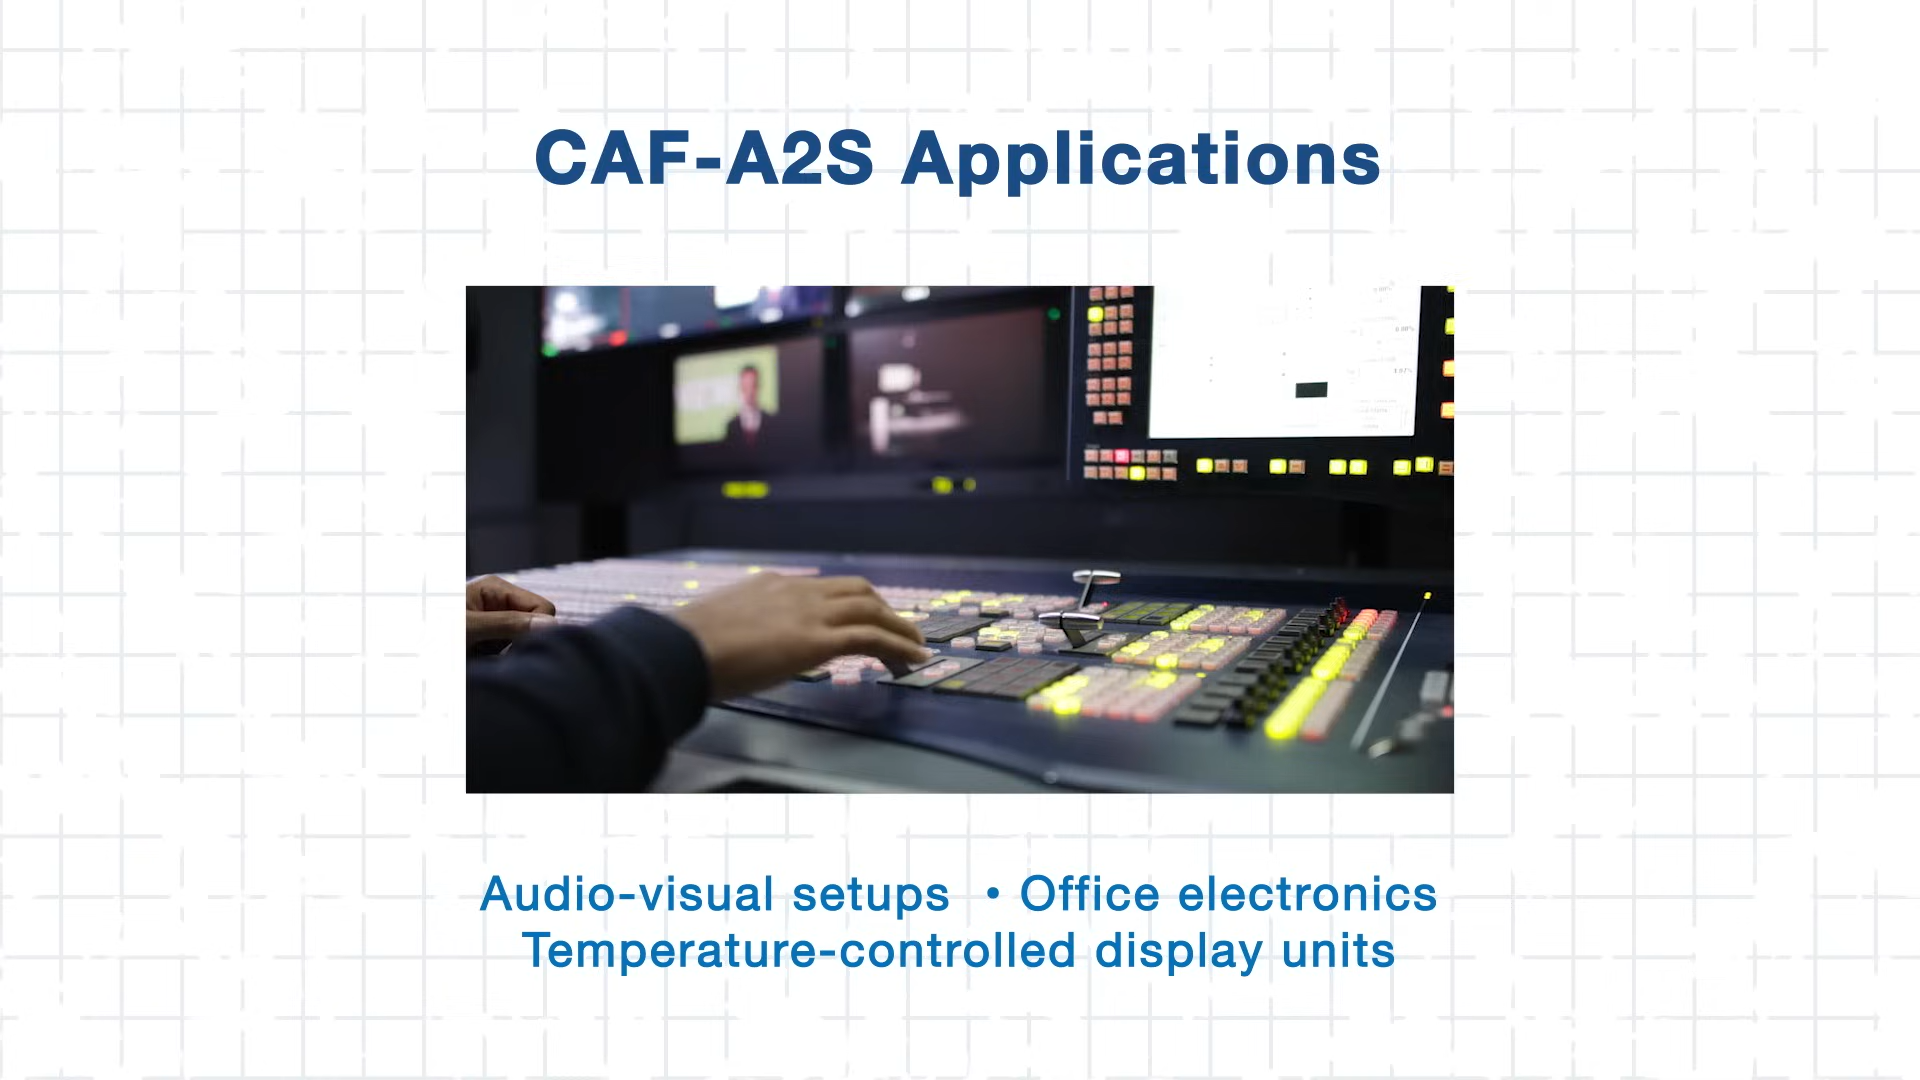 CAF-A2S Applications
Audio-visual setups • Office electronics
Temperature-controlled display units